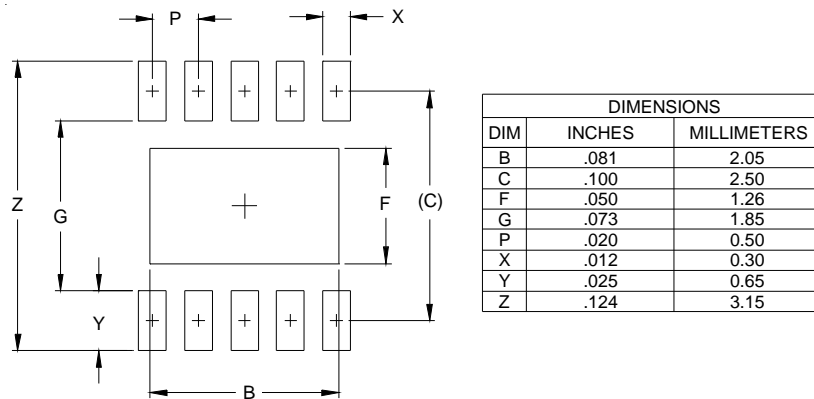 P
X
Z
G
F
(C)
Y
B
DIMENSIONS
DIM INCHES MILLIMETERS
B .081 2.05
C .100 2.50
F .050 1.26
G .073 1.85
P .020 0.50
X .012 0.30
Y .025 0.65
Z .124 3.15